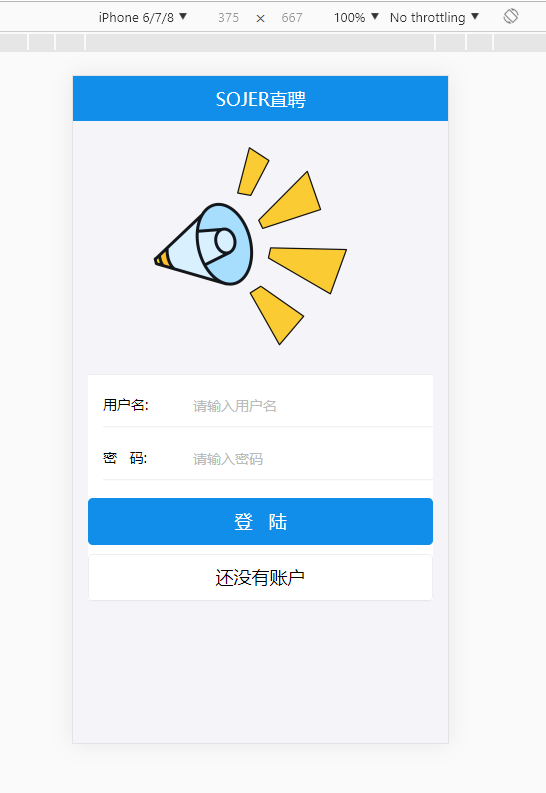 iPhone 6/7/8 ▼ 375 × 667 100% ▼ No throttling ▼
SOJER直聘
用户名: 请输入用户名
密 码: 请输入密码
登 陆
还没有账户